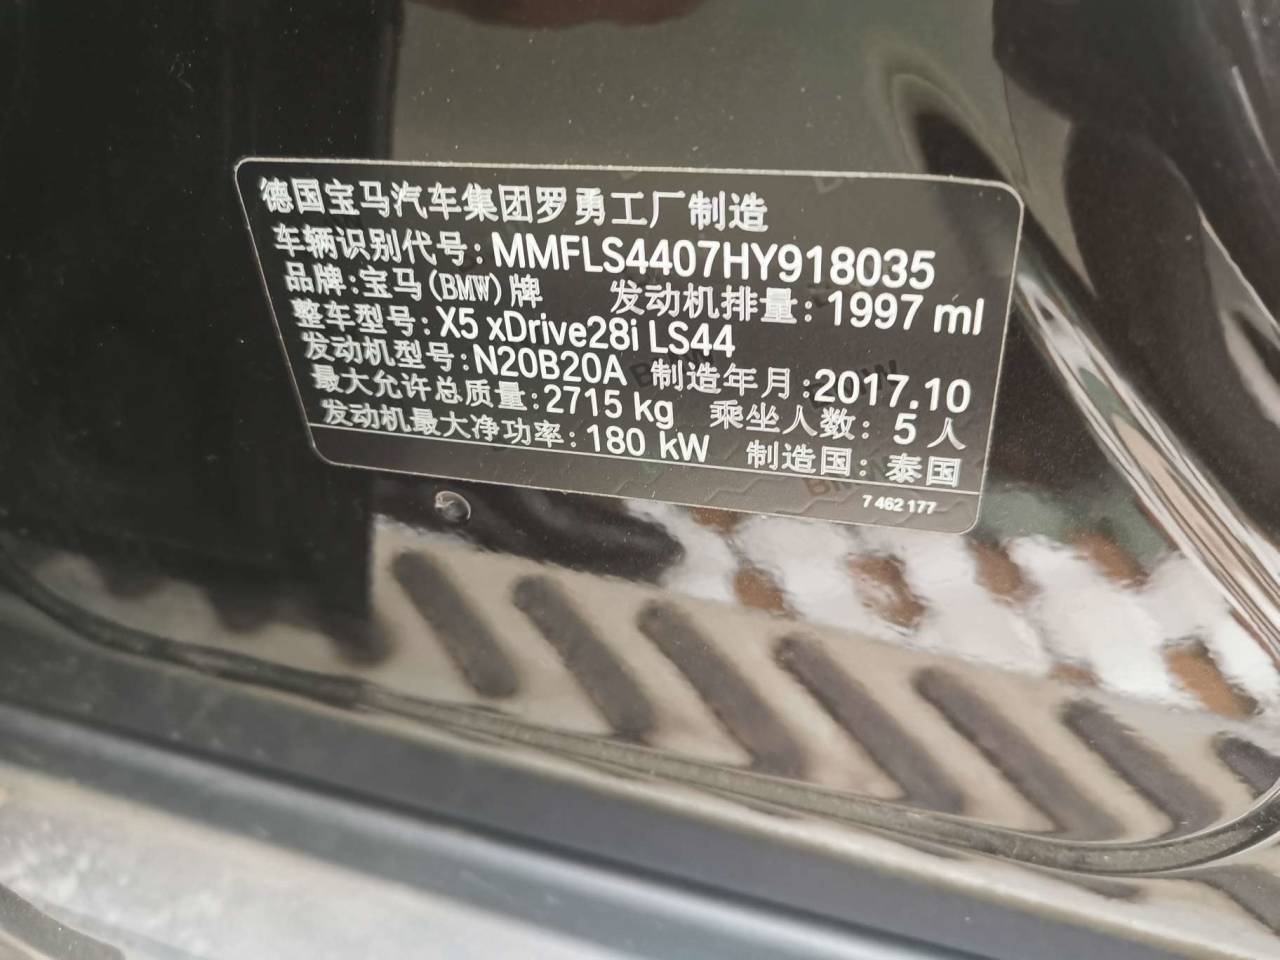 德国宝马汽车集团罗勇工厂制造
车辆识别代号: MMFLS4407HY918035
品牌: 宝马(BMW)牌 发动机排量: 1997 ml
整车型号: X5 xDrive28i LS44
发动机型号: N20B20A 制造年月: 2017.10
最大允许总质量: 2715 kg 乘坐人数: 5 人
发动机最大净功率: 180 kW 制造国: 泰国
7 462 177